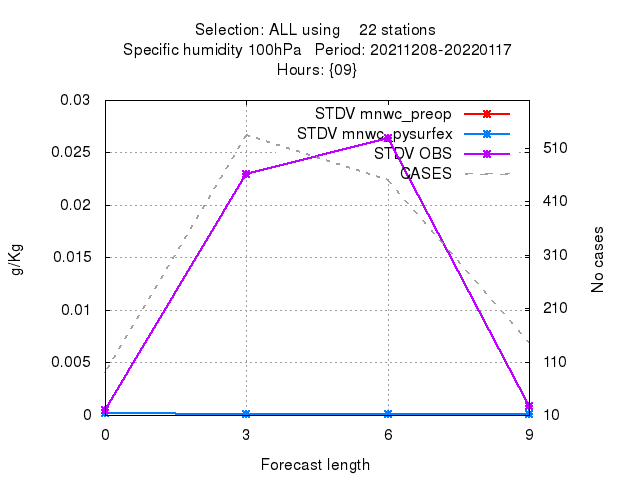 Selection: ALL using 22 stations
Specific humidity 100hPa Period: 20211208-20220117
Hours: {09}
STDV mnwc_preop
STDV mnwc_pysurfex
STDV OBS
CASES
0.03
0.025
0.02
0.015
0.01
0.005
0
510
410
310
210
110
10
g/Kg
No cases
0 3 6 9
Forecast length